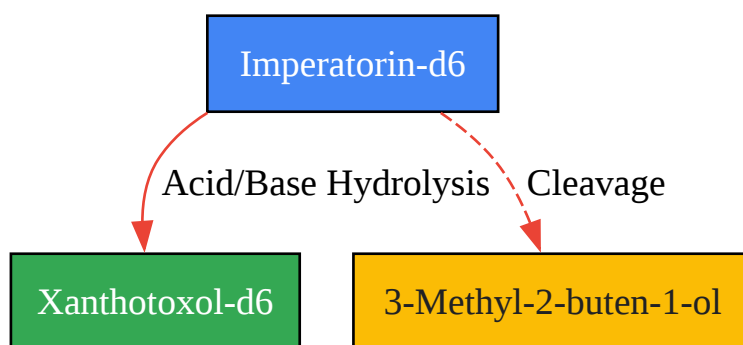 Imperatorin-d6
Acid/Base Hydrolysis
Cleavage
Xanthotoxol-d6
3-Methyl-2-buten-1-ol